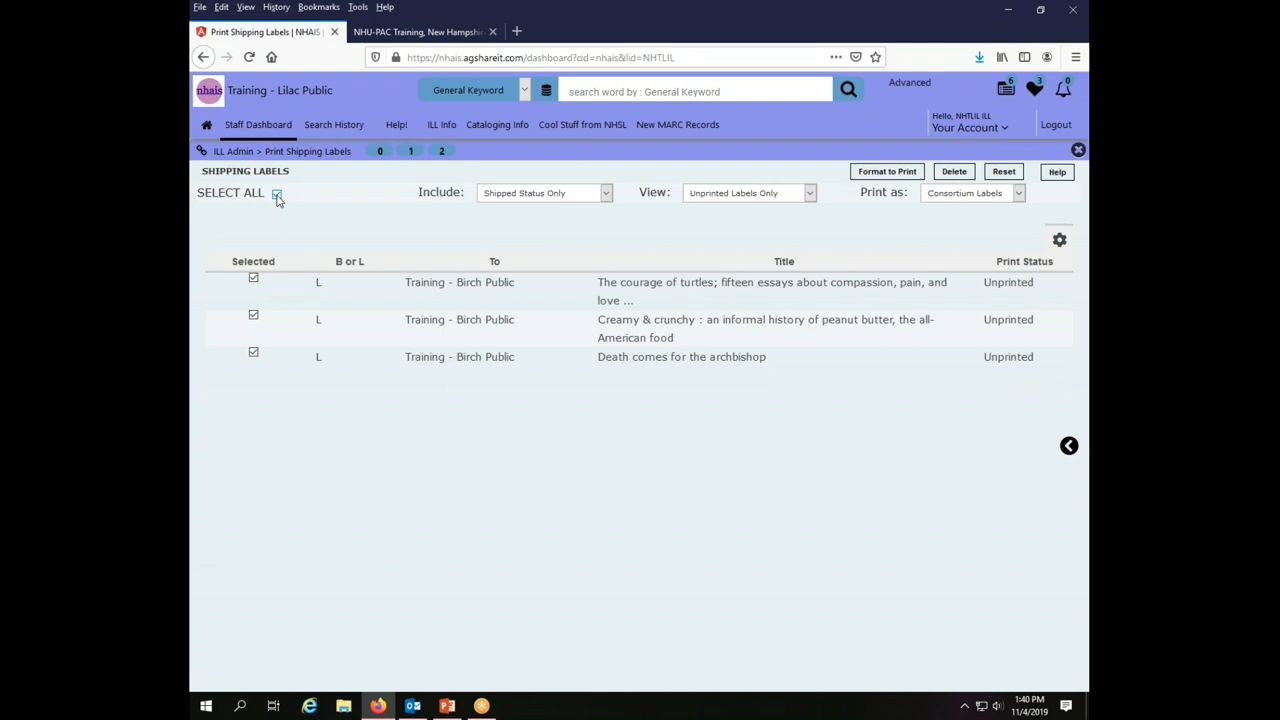 File Edit View History Bookmarks Tools Help
Print Shipping Labels | NHAIS
NHU-PAC Training, New Hampshir
https://nhais.agshareit.com/dashboard?cid=nhais&lid=NHTLIL
nhais Training - Lilac Public General Keyword search word by : General Keyword Advanced 6 3 0
Staff Dashboard Search History Help! ILL Info Cataloging Info Cool Stuff from NHSL New MARC Records Hello, NHTLIL ILL
Your Account Logout
ILL Admin > Print Shipping Labels 0 1 2
SHIPPING LABELS Format to Print Delete Reset Help
SELECT ALL Include: Shipped Status Only View: Unprinted Labels Only Print as: Consortium Labels
Selected B or L To Title Print Status
L Training - Birch Public The courage of turtles; fifteen essays about compassion, pain, and Unprinted
love ...
L Training - Birch Public Creamy & crunchy : an informal history of peanut butter, the all- Unprinted
American food
L Training - Birch Public Death comes for the archbishop Unprinted
1:40 PM
11/4/2019